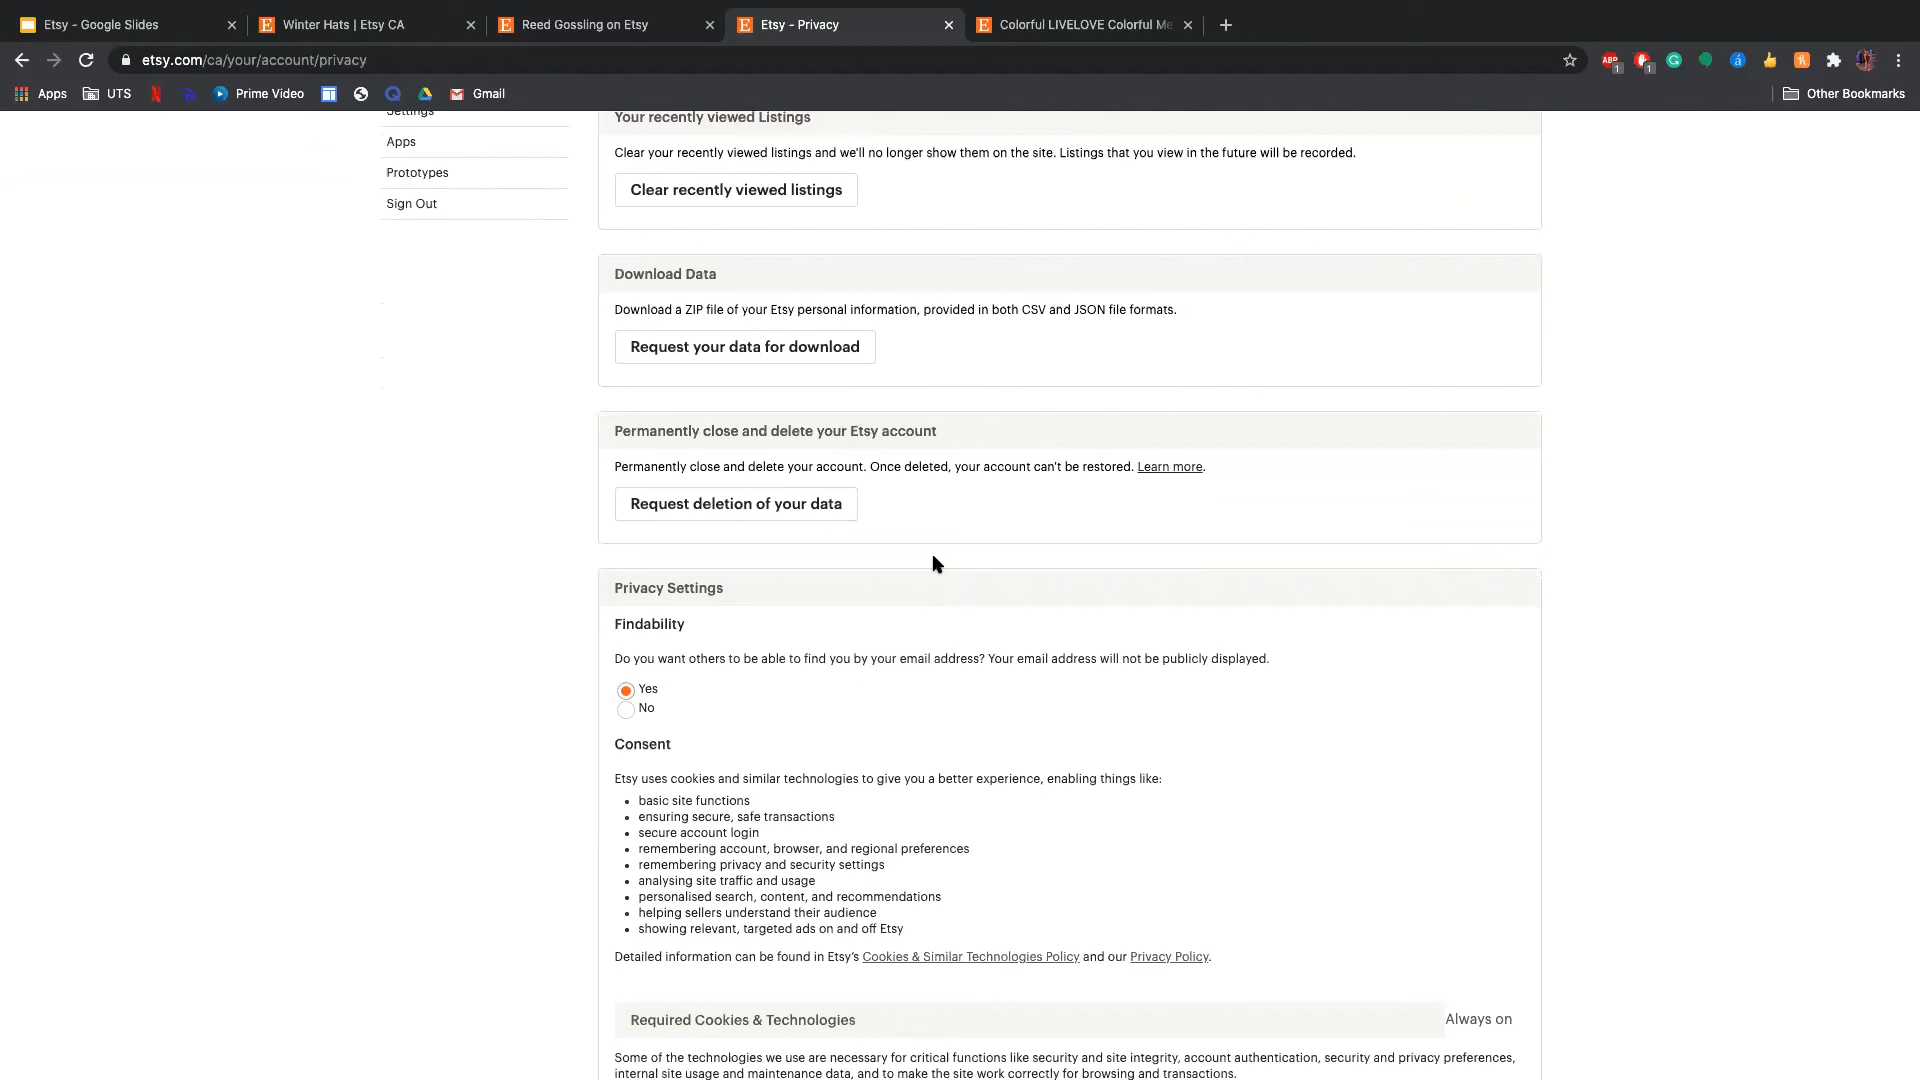 Etsy - Google Slides
Winter Hats | Etsy CA
Reed Gossling on Etsy
Etsy - Privacy
Colorful LIVELOVE Colorful Me
etsy.com/ca/your/account/privacy
Apps
UTS
Prime Video
Gmail
Other Bookmarks
Settings
Apps
Prototypes
Sign Out
Your recently viewed Listings
Clear your recently viewed listings and we'll no longer show them on the site. Listings that you view in the future will be recorded.
Clear recently viewed listings
Download Data
Download a ZIP file of your Etsy personal information, provided in both CSV and JSON file formats.
Request your data for download
Permanently close and delete your Etsy account
Permanently close and delete your account. Once deleted, your account can't be restored. Learn more.
Request deletion of your data
Privacy Settings
Findability
Do you want others to be able to find you by your email address? Your email address will not be publicly displayed.
Yes
No
Consent
Etsy uses cookies and similar technologies to give you a better experience, enabling things like:
• basic site functions
• ensuring secure, safe transactions
• secure account login
• remembering account, browser, and regional preferences
• remembering privacy and security settings
• analysing site traffic and usage
• personalised search, content, and recommendations
• helping sellers understand their audience
• showing relevant, targeted ads on and off Etsy
Detailed information can be found in Etsy's Cookies & Similar Technologies Policy and our Privacy Policy.
Required Cookies & Technologies
Always on
Some of the technologies we use are necessary for critical functions like security and site integrity, account authentication, security and privacy preferences,
internal site usage and maintenance data, and to make the site work correctly for browsing and transactions.